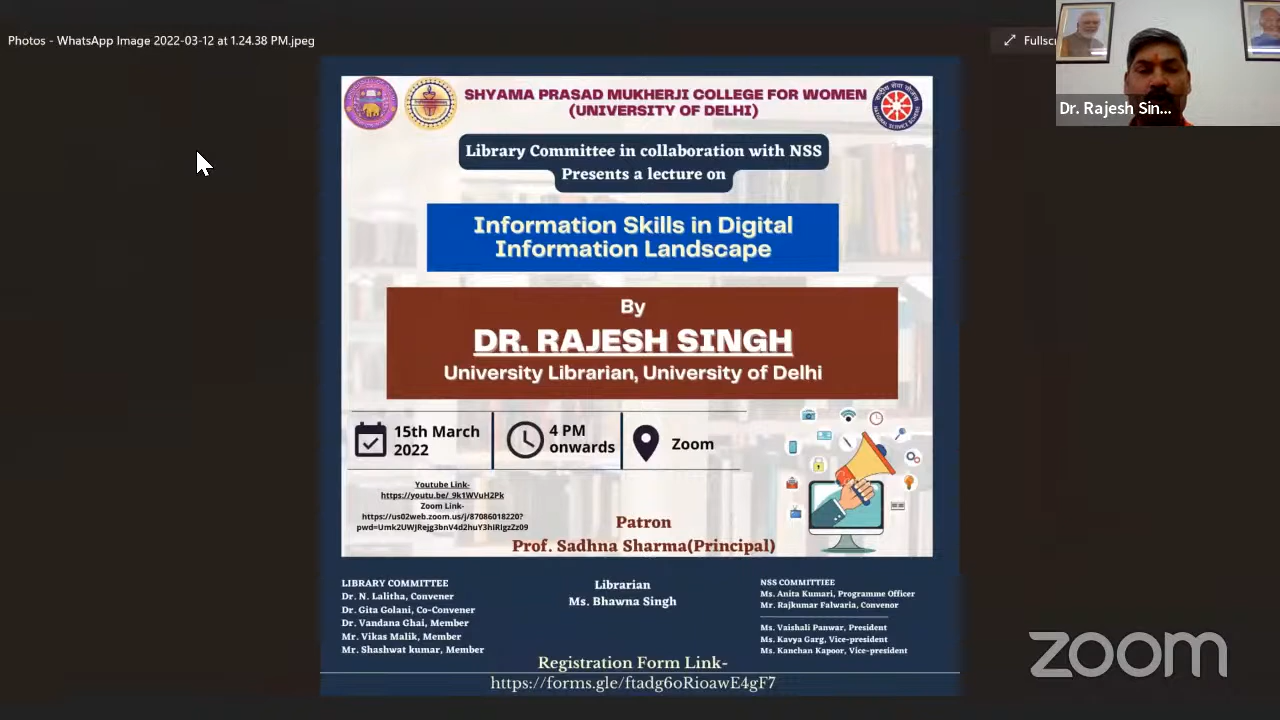 Photos - WhatsApp Image 2022-03-12 at 1.24.38 PM.jpeg
Dr. Rajesh Sin...
SHYAMA PRASAD MUKHERJI COLLEGE FOR WOMEN
(UNIVERSITY OF DELHI)
Library Committee in collaboration with NSS
Presents a lecture on
Information Skills in Digital
Information Landscape
By
DR. RAJESH SINGH
University Librarian, University of Delhi
15th March
2022
4 PM
onwards
Zoom
Youtube Link-
https://youtu.be/_9k1WVuH2Pk
Zoom Link-
https://us02web.zoom.us/j/87086018220?
Patron
Prof. Sadhna Sharma(Principal)
LIBRARY COMMITTEE
Dr. N. Lalitha, Convener
Dr. Gita Golani, Co-Convener
Dr. Vandana Ghai, Member
Mr. Vikas Malik, Member
Mr. Shashwat kumar, Member
Librarian
Ms. Bhawna Singh
NSS COMMITTIEE
Ms. Anita Kumari, Programme Officer
Mr. Rajkumar Falwaria, Convenor
Ms. Vaishali Panwar, President
Ms. Kavya Garg, Vice-president
Ms. Kanchan Kapoor, Vice-president
Registration Form Link-
https://forms.gle/ftadg6oRioawE4gF7
zoom